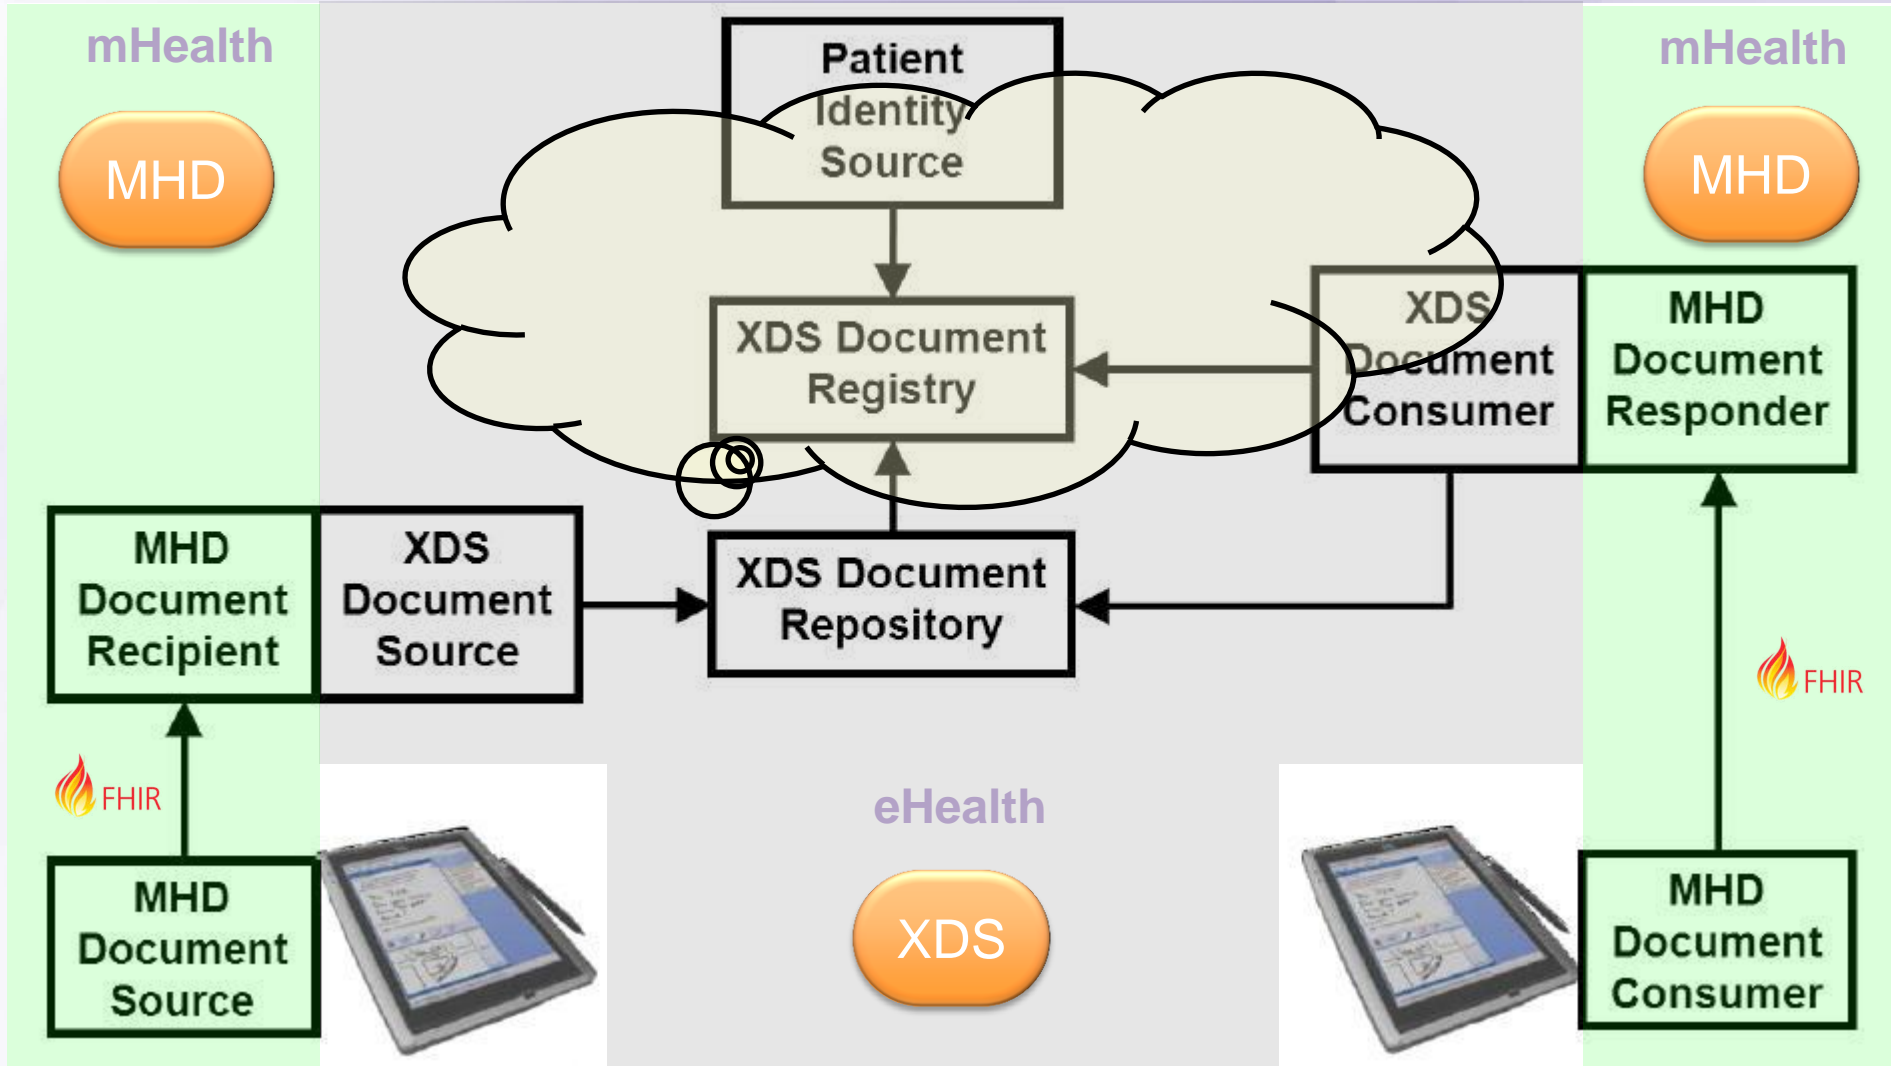 mHealth
MHD
Patient
Identity
Source
mHealth
MHD
XDS Document
Registry
XDS
Document
Consumer
MHD
Document
Responder
MHD
Document
Recipient
XDS
Document
Source
XDS Document
Repository
FHIR
FHIR
MHD
Document
Source
eHealth
XDS
MHD
Document
Consumer